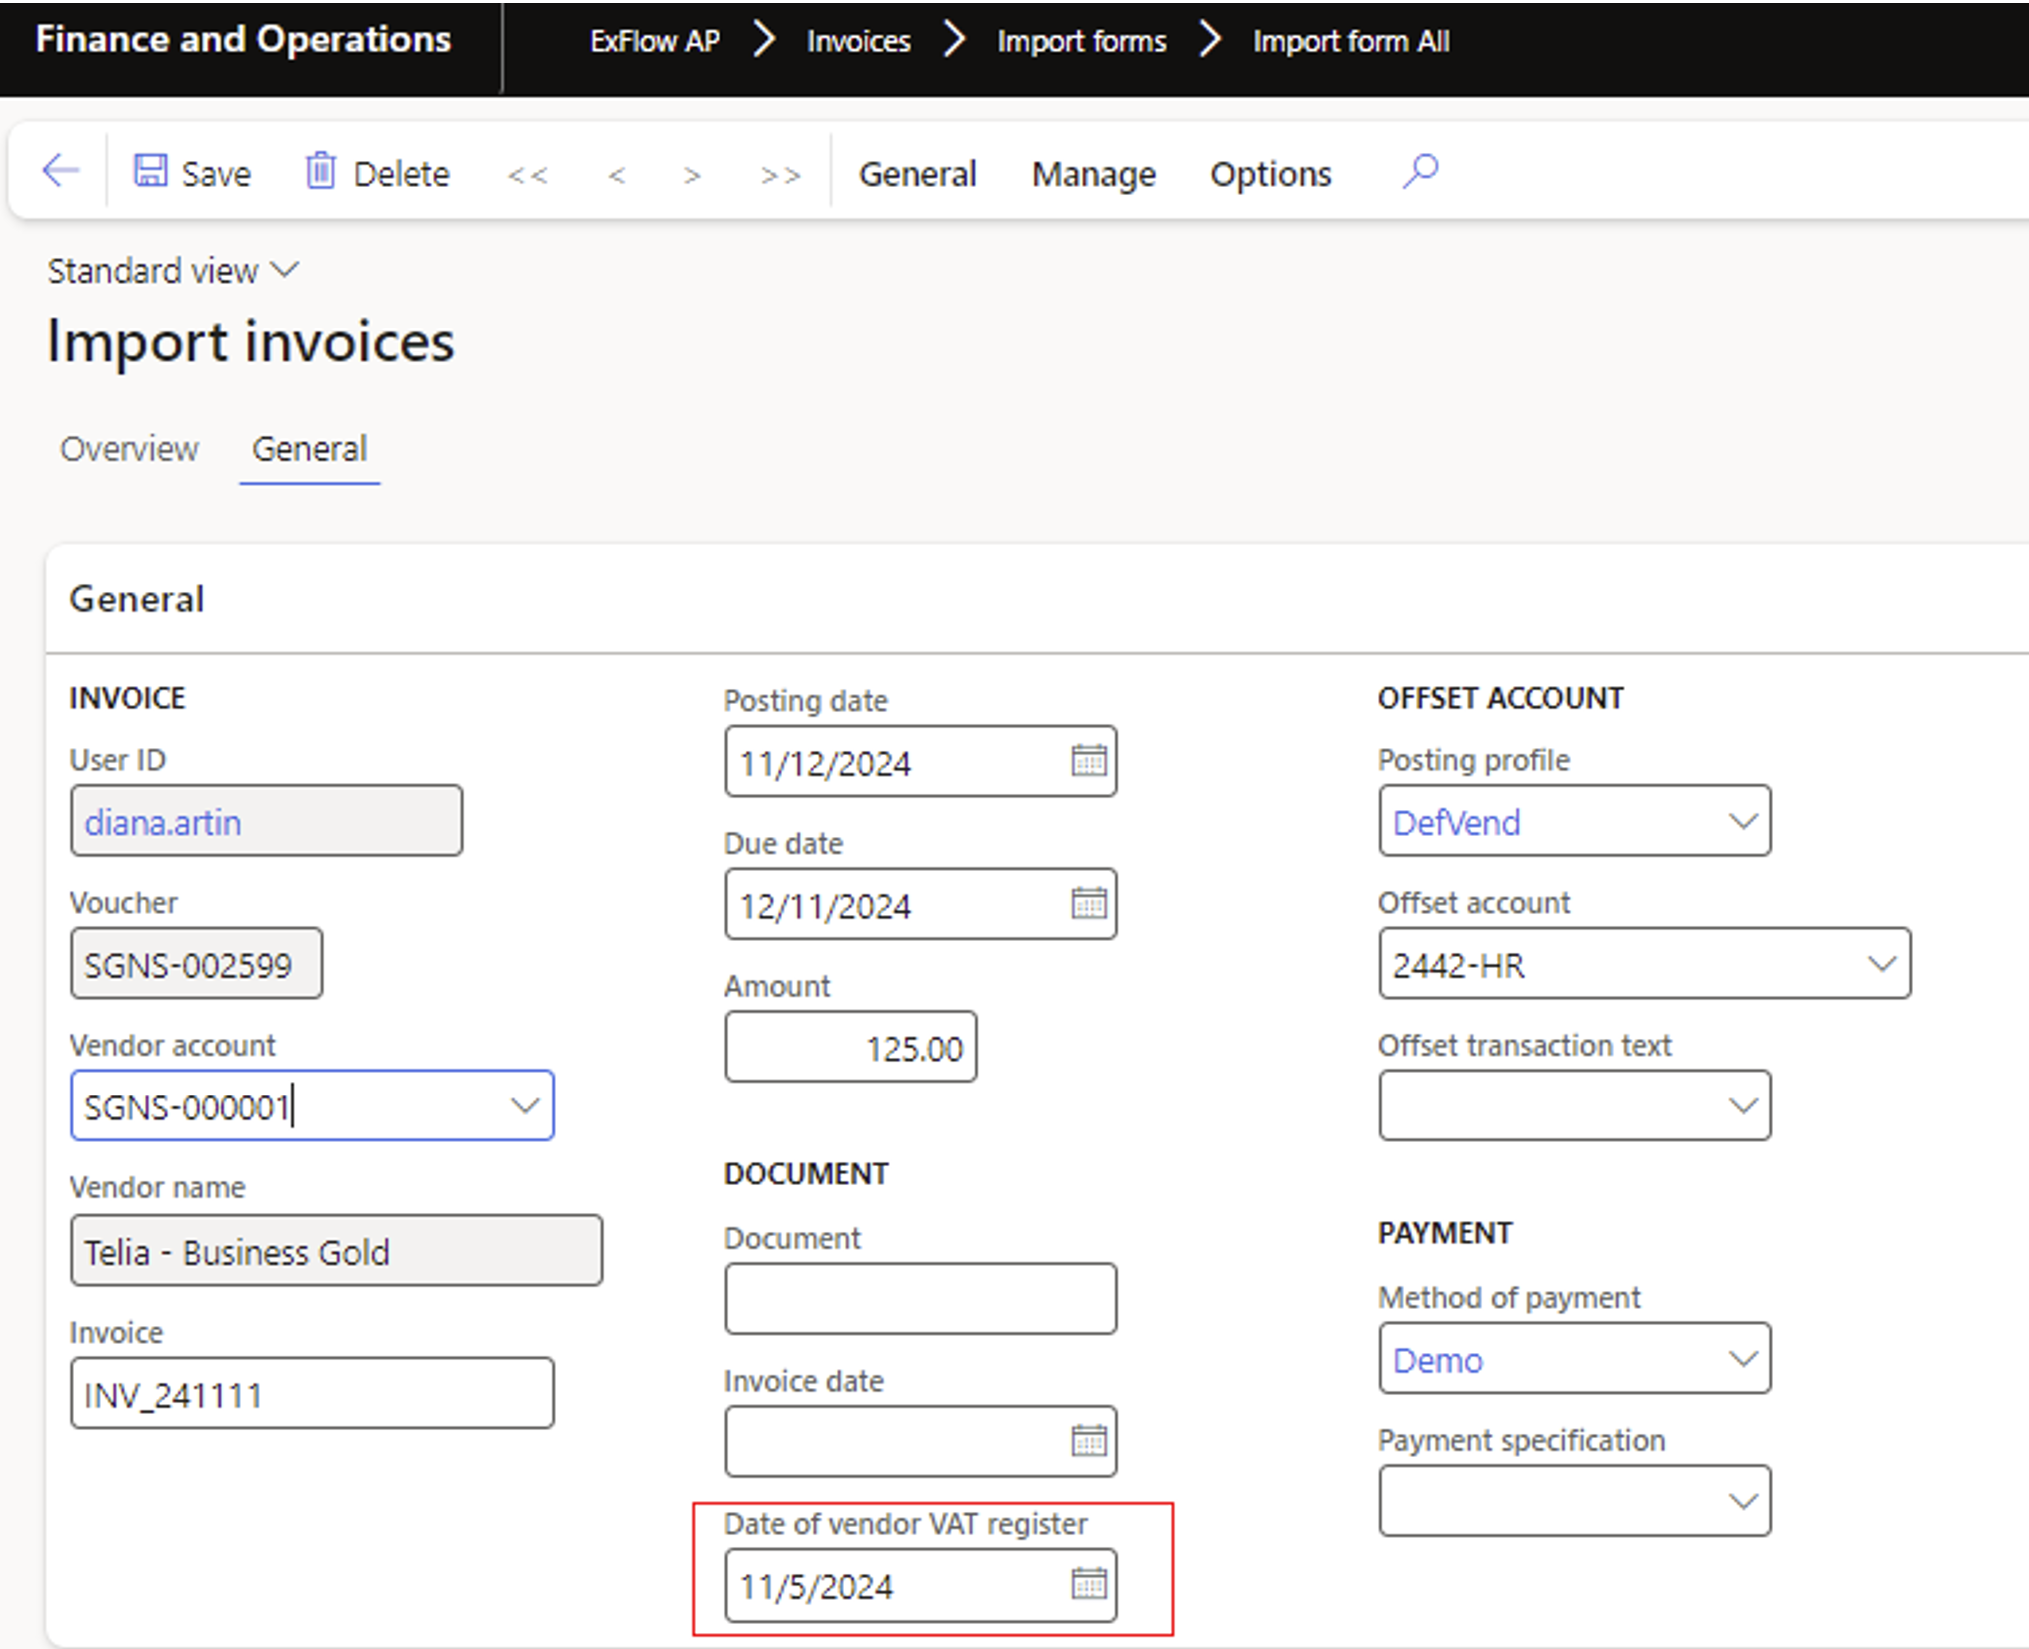 Finance and Operations
ExFlow AP > Invoices > Import forms > Import form All
Save Delete << < > >> General Manage Options
Standard view
Import invoices
Overview General
General
INVOICE
User ID
diana.artin
Voucher
SGNS-002599
Vendor account
SGNS-000001
Vendor name
Telia - Business Gold
Invoice
INV_241111
Posting date
11/12/2024
Due date
12/11/2024
Amount
125.00
DOCUMENT
Document
Invoice date
Date of vendor VAT register
11/5/2024
OFFSET ACCOUNT
Posting profile
DefVend
Offset account
2442-HR
Offset transaction text
PAYMENT
Method of payment
Demo
Payment specification